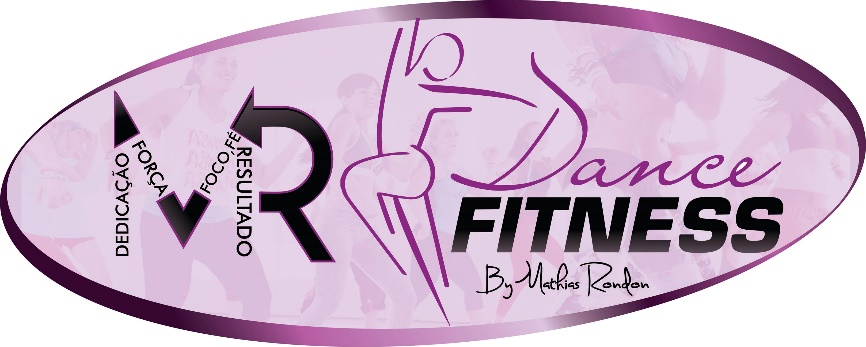 DEDICAÇÃO
FORÇA
FOCO,FÉ
RESULTADO
MR
Dance
FITNESS
By Mathias Rondon